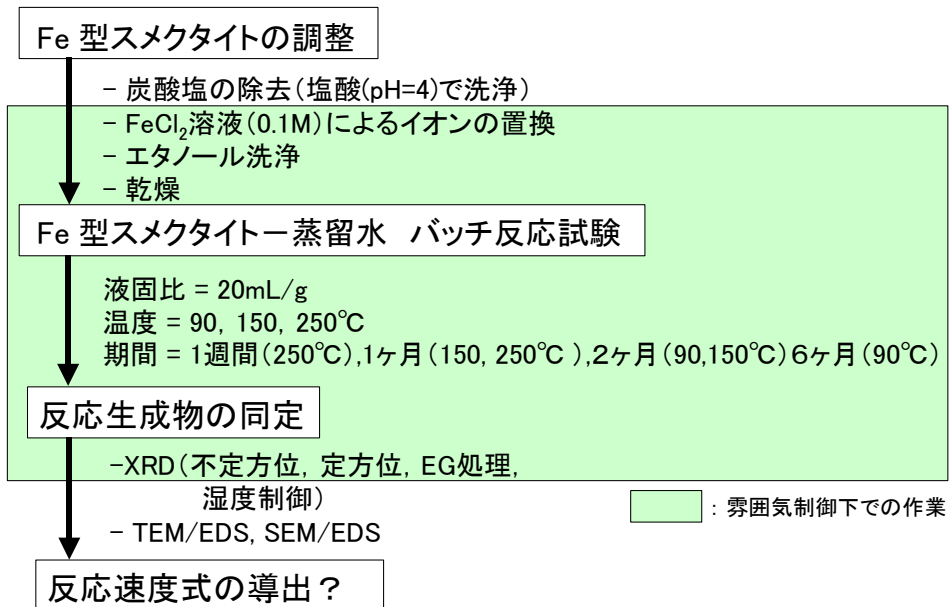 Fe 型スメクタイトの調整
- 炭酸塩の除去(塩酸(pH=4)で洗浄)
- FeCl₂溶液(0.1M)によるイオンの置換
- エタノール洗浄
- 乾燥
Fe 型スメクタイトー蒸留水 バッチ反応試験
液固比 = 20mL/g
温度 = 90, 150, 250℃
期間 = 1週間(250℃),1ヶ月(150, 250℃ ),2ヶ月(90,150℃)6ヶ月(90℃)
反応生成物の同定
-XRD(不定方位, 定方位, EG処理,
湿度制御)
- TEM/EDS, SEM/EDS
: 雰囲気制御下での作業
反応速度式の導出?